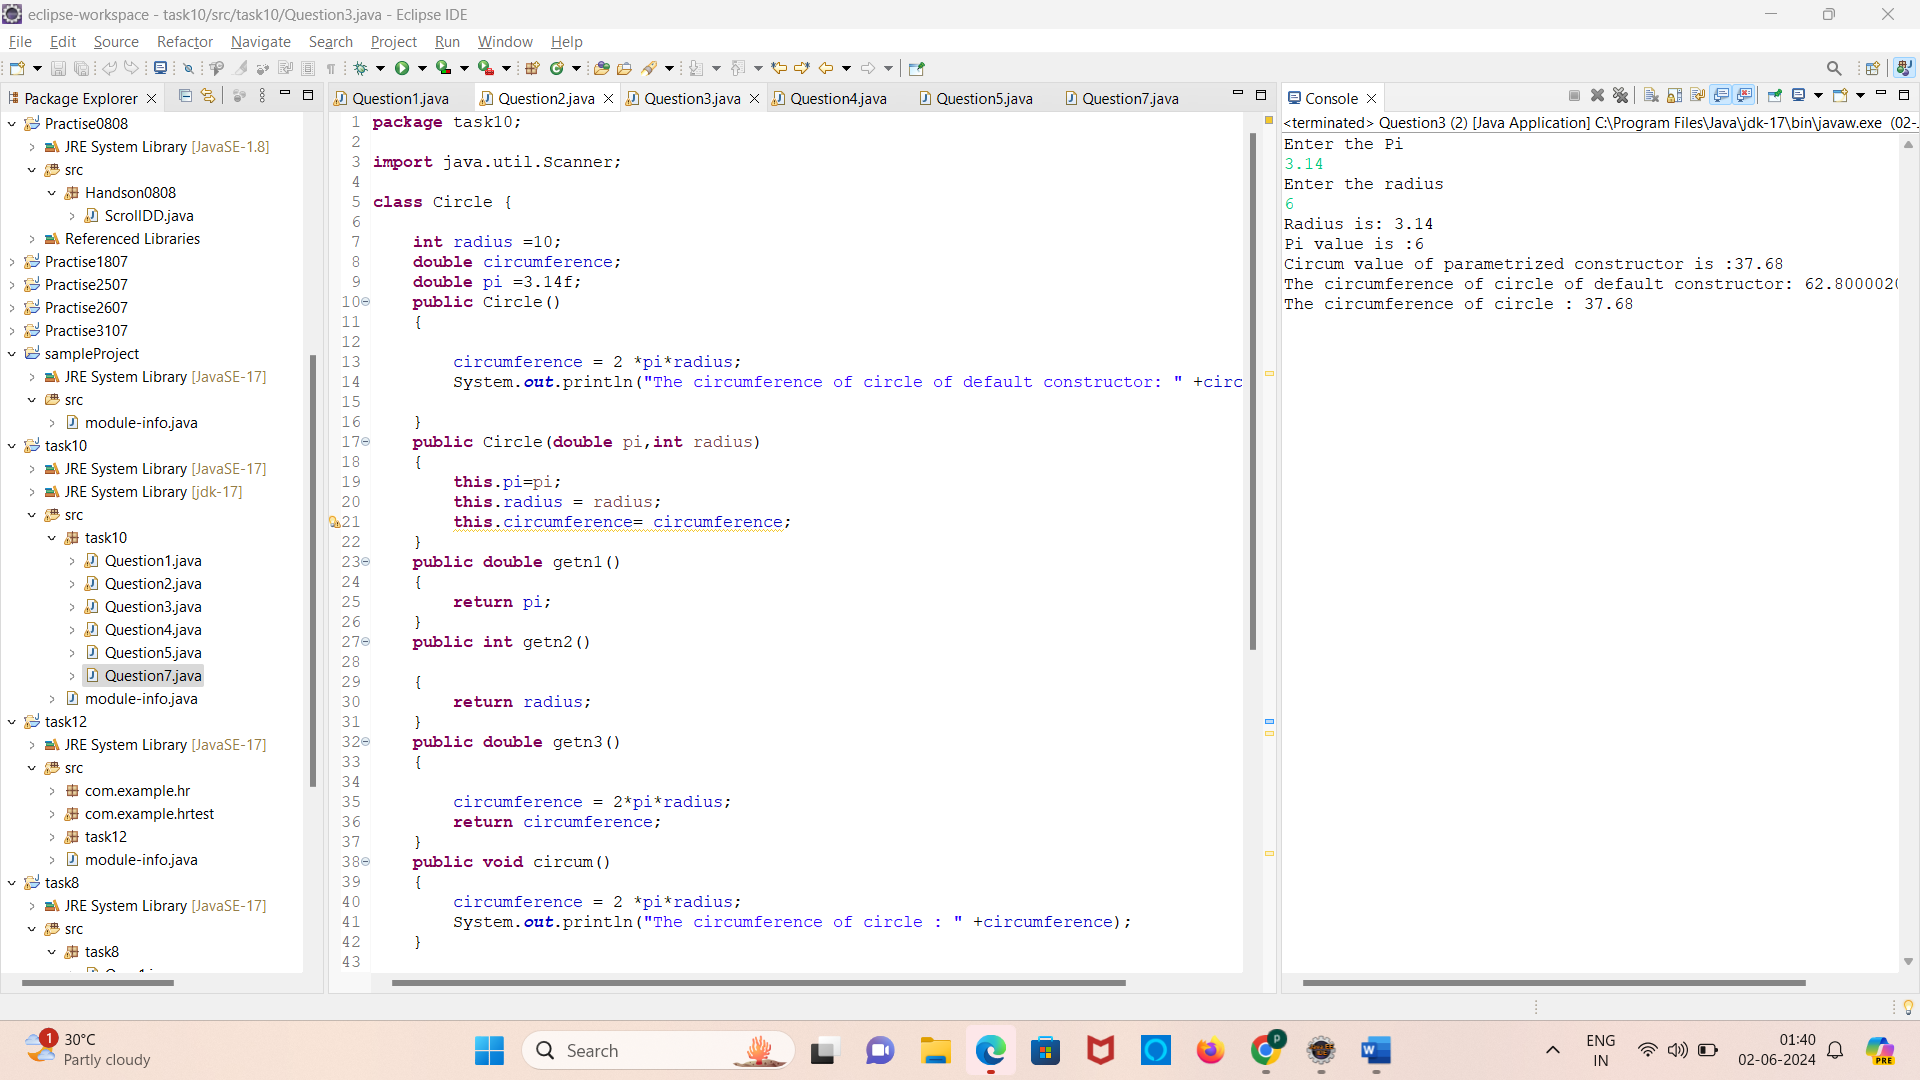 eclipse-workspace - task10/src/task10/Question3.java - Eclipse IDE
File Edit Source Refactor Navigate Search Project Run Window Help
Package Explorer
Practise0808
JRE System Library [JavaSE-1.8]
src
Handson0808
ScrollDD.java
Referenced Libraries
Practise1807
Practise2507
Practise2607
Practise3107
sampleProject
JRE System Library [JavaSE-17]
src
module-info.java
task10
JRE System Library [JavaSE-17]
JRE System Library [jdk-17]
src
task10
Question1.java
Question2.java
Question3.java
Question4.java
Question5.java
Question7.java
module-info.java
task12
JRE System Library [JavaSE-17]
src
com.example.hr
com.example.hrtest
task12
module-info.java
task8
JRE System Library [JavaSE-17]
src
task8
Question1.java Question2.java Question3.java Question4.java Question5.java Question7.java
1 package task10;
2
3 import java.util.Scanner;
4
5 class Circle {
6
7 int radius =10;
8 double circumference;
9 double pi =3.14f;
10 public Circle()
11 {
12
13 circumference = 2 *pi*radius;
14 System.out.println("The circumference of circle of default constructor: " +circ
15
16 }
17 public Circle(double pi,int radius)
18 {
19 this.pi=pi;
20 this.radius = radius;
21 this.circumference= circumference;
22 }
23 public double getn1()
24 {
25 return pi;
26 }
27 public int getn2()
28
29 {
30 return radius;
31 }
32 public double getn3()
33 {
34
35 circumference = 2*pi*radius;
36 return circumference;
37 }
38 public void circum()
39 {
40 circumference = 2 *pi*radius;
41 System.out.println("The circumference of circle : " +circumference);
42 }
43
Console
<terminated> Question3 (2) [Java Application] C:\Program Files\Java\jdk-17\bin\javaw.exe (02-
Enter the Pi
3.14
Enter the radius
6
Radius is: 3.14
Pi value is :6
Circum value of parametrized constructor is :37.68
The circumference of circle of default constructor: 62.8000020
The circumference of circle : 37.68
1
30°C
Partly cloudy
Search
P
W
PRE
ENG
IN
01:40
02-06-2024